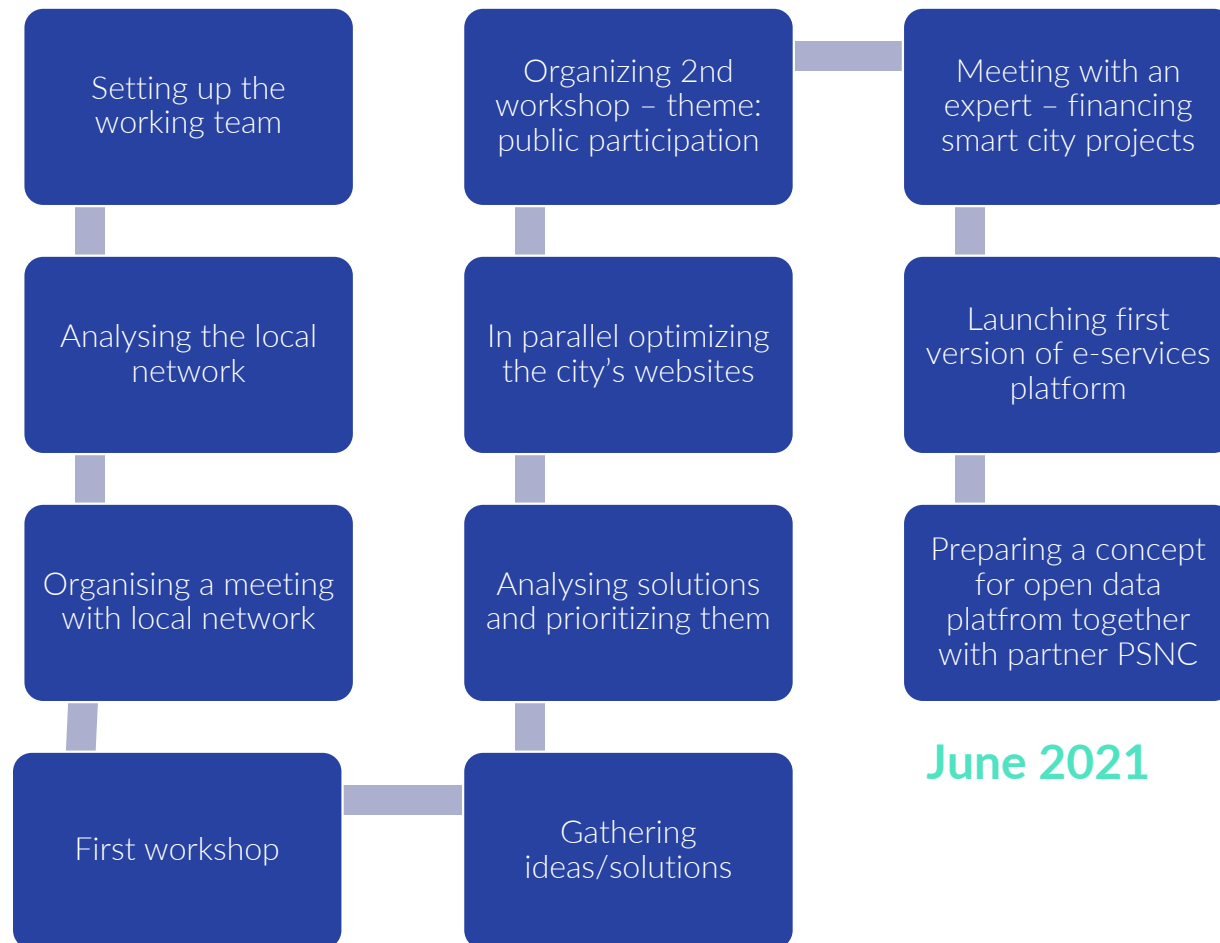 Setting up the
working team
Analysing the local
network
Organising a meeting
with local network
First workshop
Gathering
ideas/solutions
Analysing solutions
and prioritizing them
In parallel optimizing
the city’s websites
Organizing 2nd
workshop – theme:
public participation
Meeting with an
expert – financing
smart city projects
Launching first
version of e-services
platform
Preparing a concept
for open data
platfrom together
with partner PSNC
June 2021